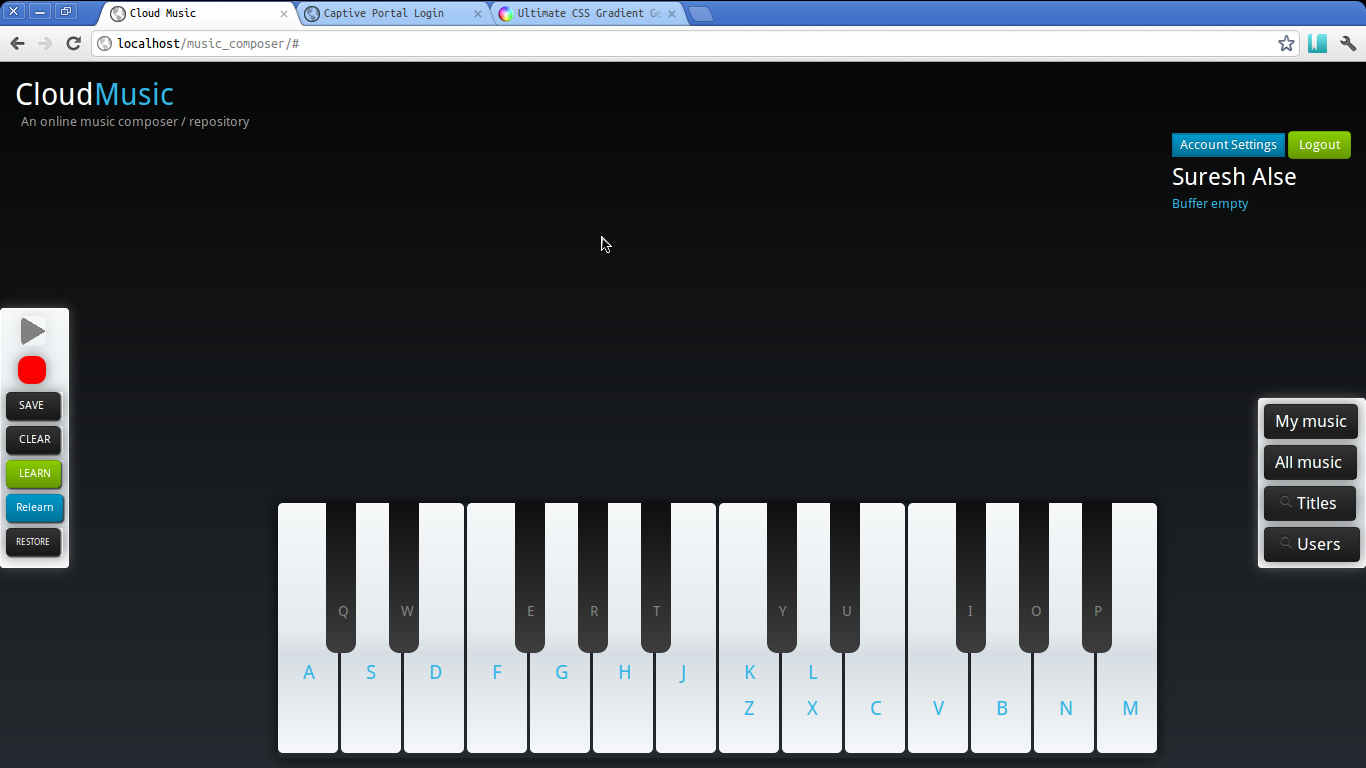 Cloud Music
Captive Portal Login
Ultimate CSS Gradient Ge
localhost/music_composer/#
CloudMusic
An online music composer / repository
Account Settings
Logout
Suresh Alse
Buffer empty
SAVE
CLEAR
LEARN
Relearn
RESTORE
My music
All music
Titles
Users
Q W E R T Y U I O P
A S D F G H J K L
Z X C V B N M